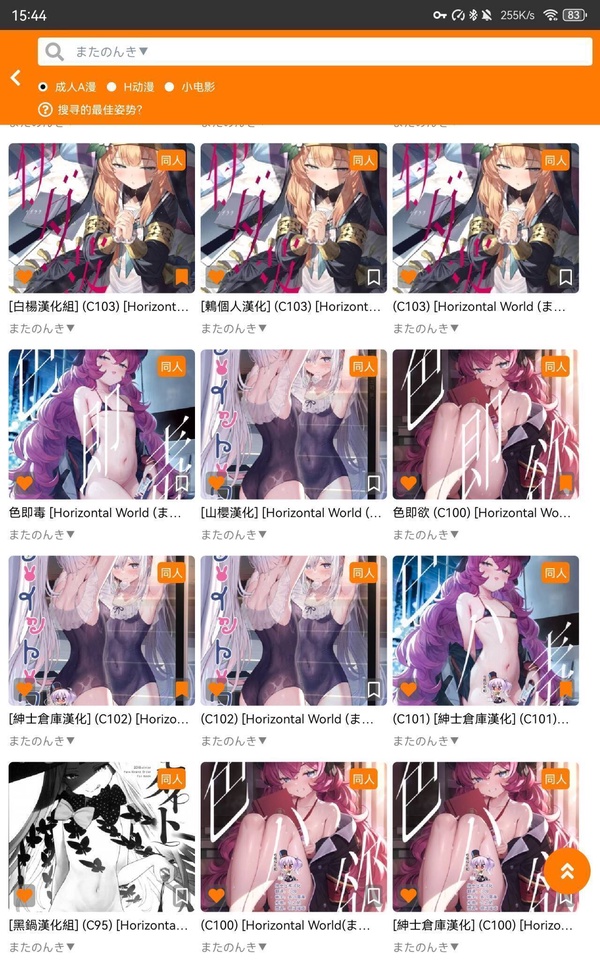 15:44
255K/s
83
またのんき▼
成人A漫 H动漫 小电影
搜寻的最佳姿势?
同人 同人 同人
[白楊漢化組] (C103) [Horizont...
[鶇個人漢化] (C103) [Horizont...
(C103) [Horizontal World (ま...
またのんき▼ またのんき▼ またのんき▼
同人 同人 同人
色即毒 [Horizontal World (ま...
[山櫻漢化] [Horizontal World (...
色即欲 (C100) [Horizontal Wo...
またのんき▼ またのんき▼ またのんき▼
同人 同人 同人
[紳士倉庫漢化] (C102) [Horizo...
(C102) [Horizontal World (ま...
(C101) [紳士倉庫漢化] (C101)...
またのんき▼ またのんき▼ またのんき▼
同人 同人 同人
[黑鍋漢化組] (C95) [Horizonta...
(C100) [Horizontal World(ま...
[紳士倉庫漢化] (C100) [Horizo...
またのんき▼ またのんき▼ またのんき▼